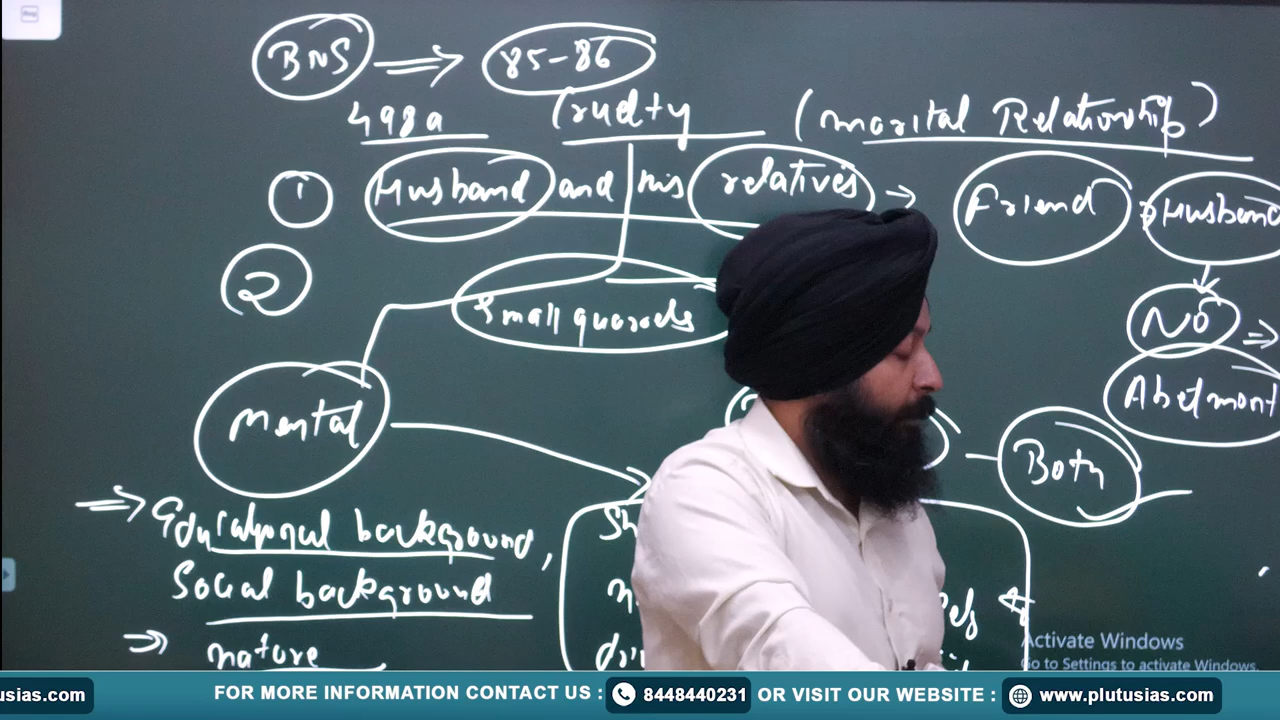 BNS ⇒ 85-86
498a Cruelty (marital Relationship)
① Husband and his relatives → Friend Husband
②
Small quarrels
NO ⇒
Mental
Abetment
Both
⇒ Educational background,
Social background
⇒ nature
Activate Windows
Go to Settings to activate Windows.
utusias.com FOR MORE INFORMATION CONTACT US : 8448440231 OR VISIT OUR WEBSITE : www.plutusias.com